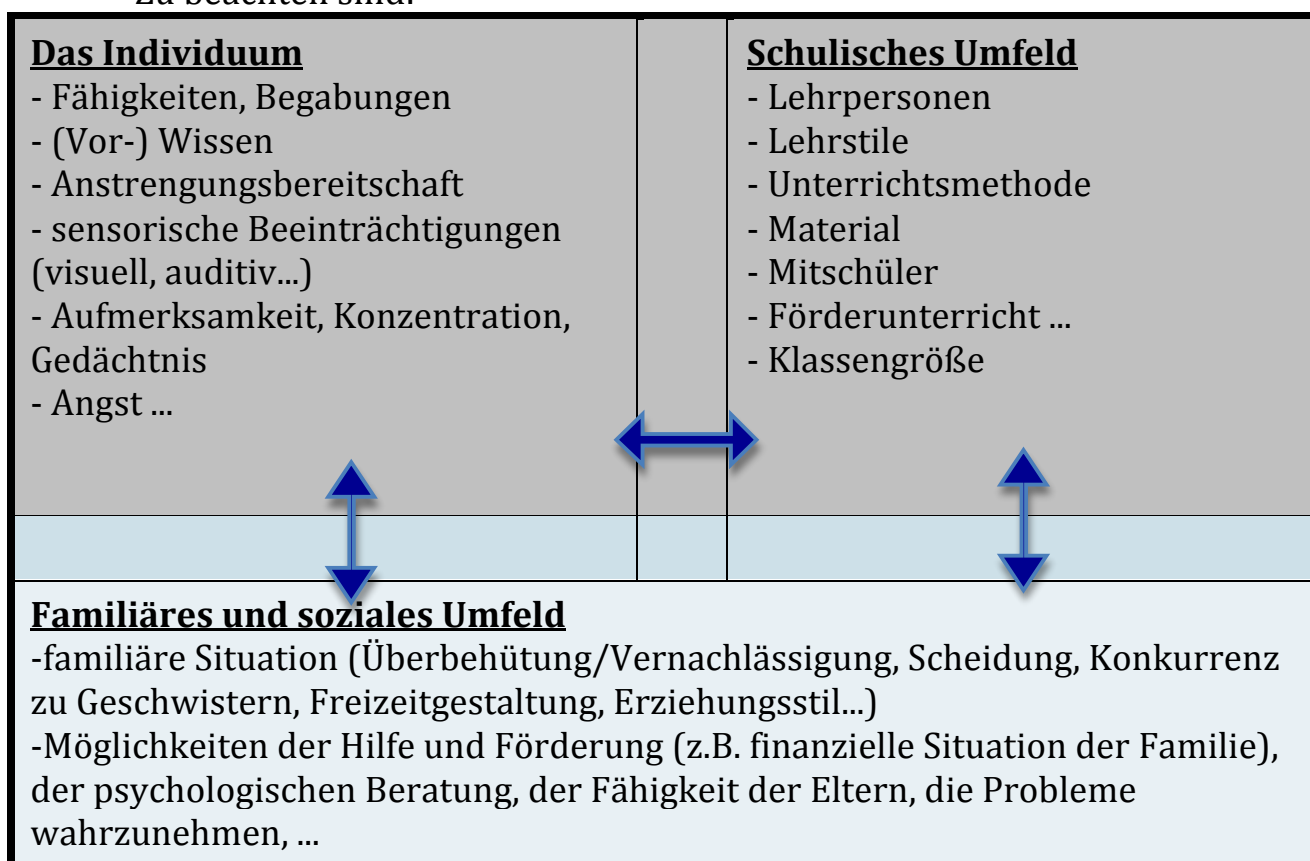 zu beachten sind:
Das Individuum
- Fähigkeiten, Begabungen
- (Vor-) Wissen
- Anstrengungsbereitschaft
- sensorische Beeinträchtigungen
(visuell, auditiv...)
- Aufmerksamkeit, Konzentration,
Gedächtnis
- Angst ...
Schulisches Umfeld
- Lehrpersonen
- Lehrstile
- Unterrichtsmethode
- Material
- Mitschüler
- Förderunterricht ...
- Klassengröße
Familiäres und soziales Umfeld
-familiäre Situation (Überbehütung/Vernachlässigung, Scheidung, Konkurrenz
zu Geschwistern, Freizeitgestaltung, Erziehungsstil...)
-Möglichkeiten der Hilfe und Förderung (z.B. finanzielle Situation der Familie),
der psychologischen Beratung, der Fähigkeit der Eltern, die Probleme
wahrzunehmen, ...